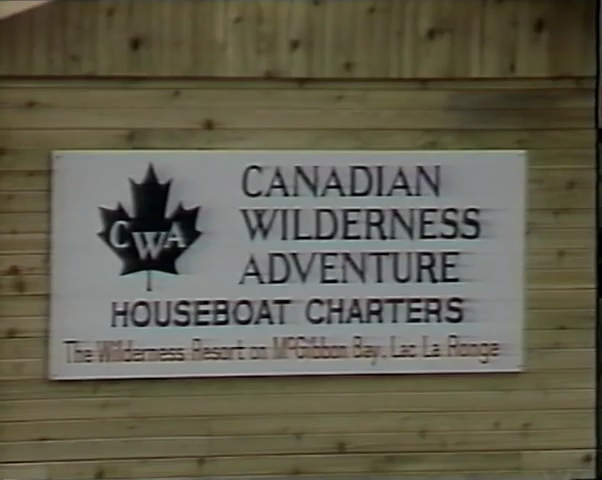 CWA
CANADIAN
WILDERNESS
ADVENTURE
HOUSEBOAT CHARTERS
The Wilderness Resort on McGibbon Bay, Lac La Ronge